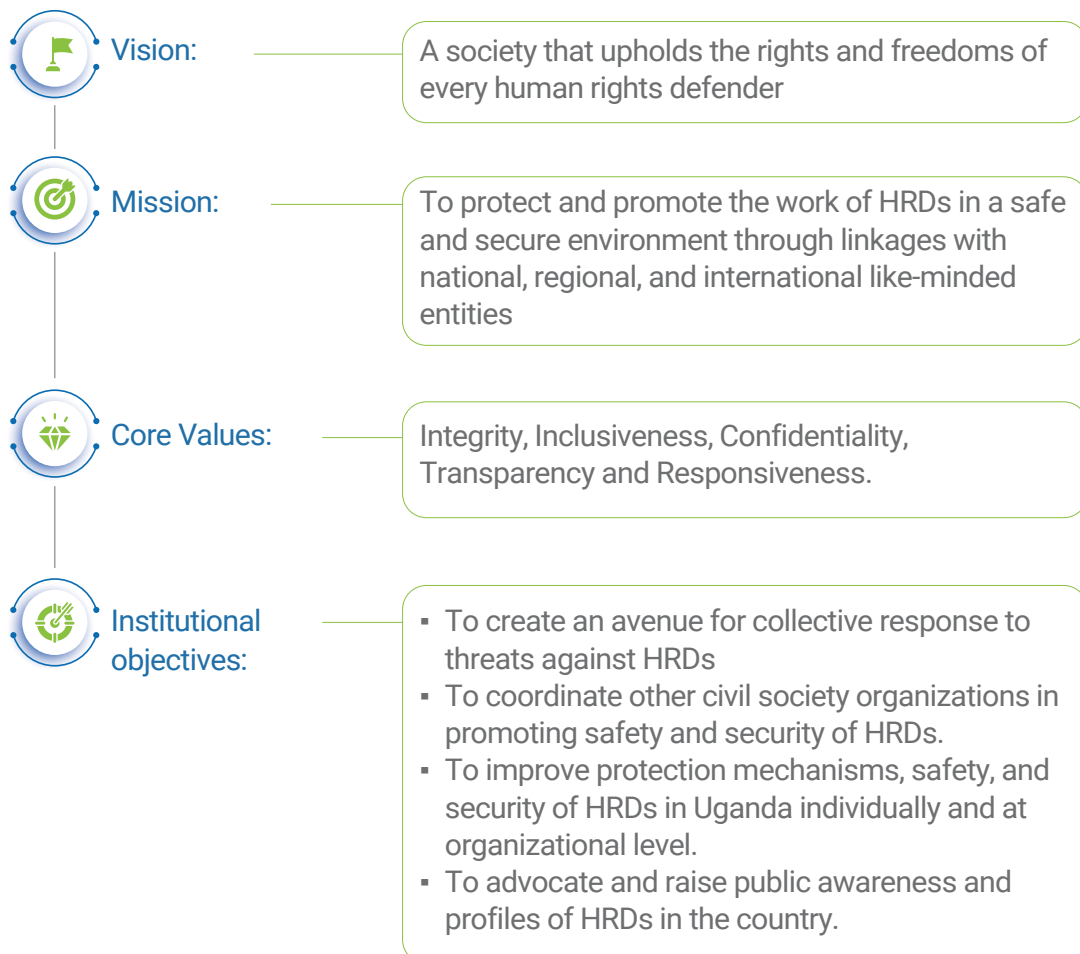 Vision:
A society that upholds the rights and freedoms of
every human rights defender
Mission:
To protect and promote the work of HRDs in a safe
and secure environment through linkages with
national, regional, and international like-minded
entities
Core Values:
Integrity, Inclusiveness, Confidentiality,
Transparency and Responsiveness.
Institutional
objectives:
▪ To create an avenue for collective response to
threats against HRDs
▪ To coordinate other civil society organizations in
promoting safety and security of HRDs.
▪ To improve protection mechanisms, safety, and
security of HRDs in Uganda individually and at
organizational level.
▪ To advocate and raise public awareness and
profiles of HRDs in the country.